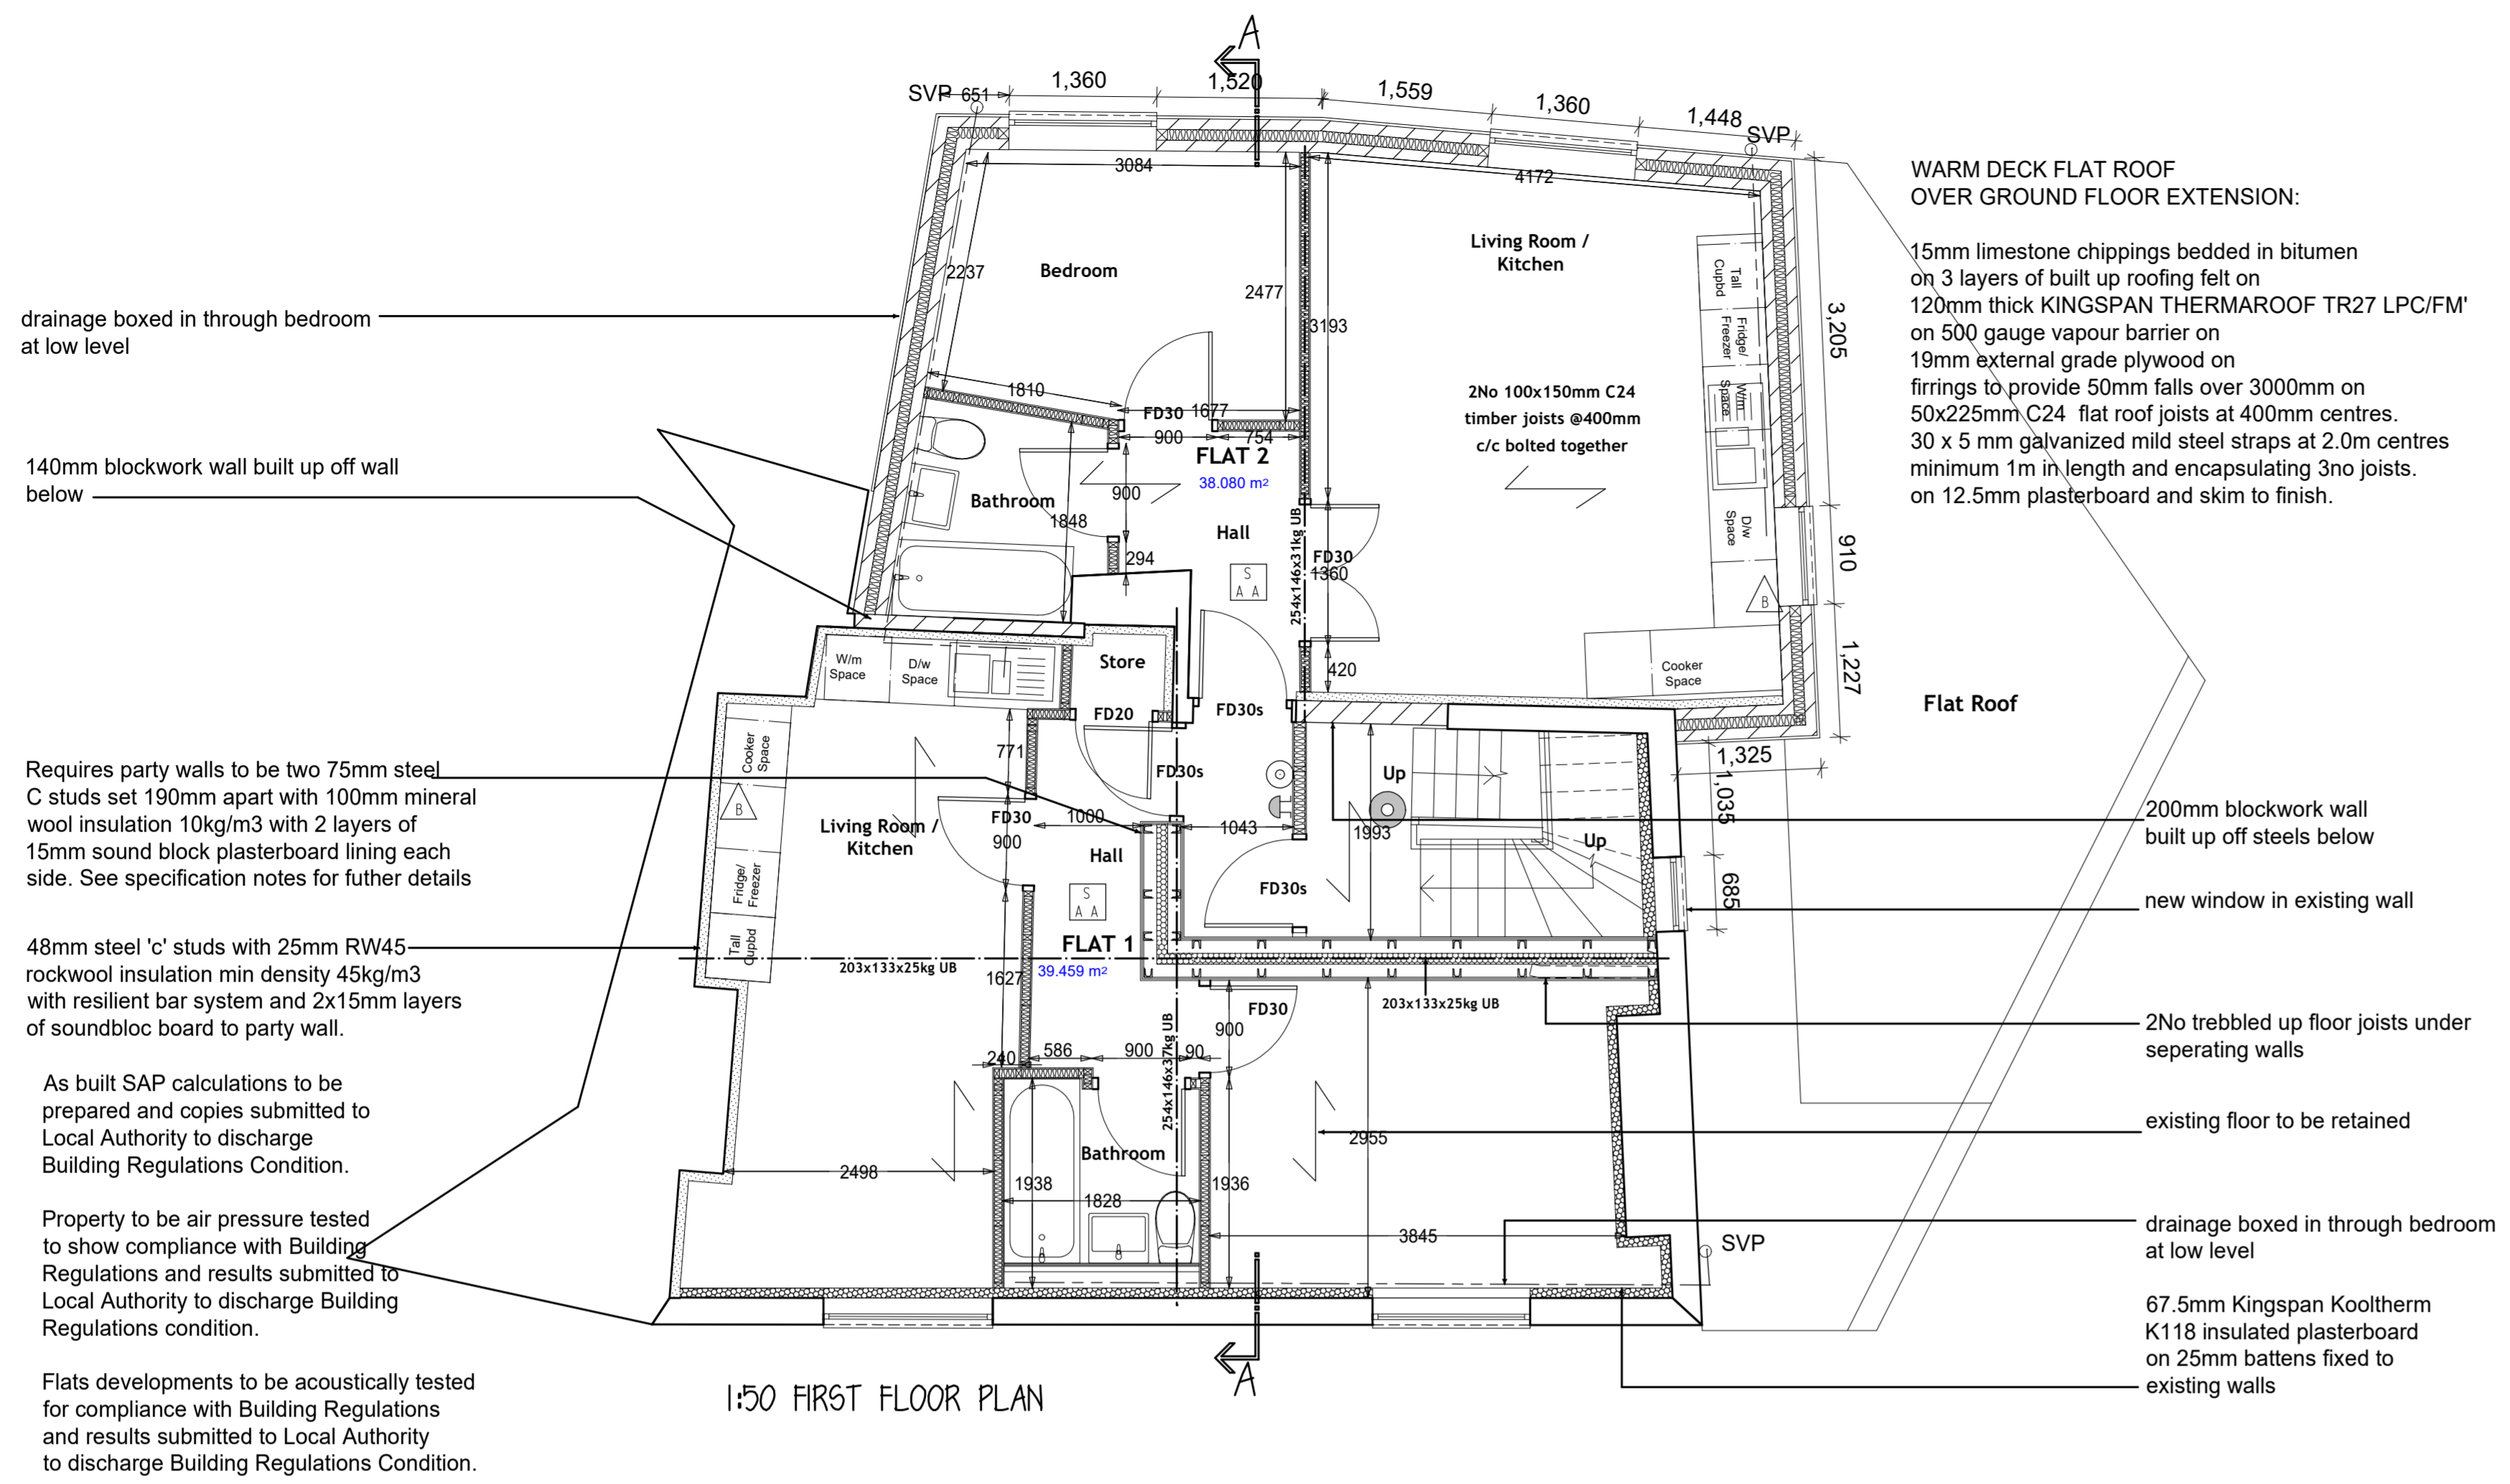 A
SVP 651 1,360 1,520 1,559 1,360 1,448 SVP
3084
4172
2237
Bedroom
2477
3193
1810
FD30 1677
900 754
FLAT 2
38.080 m²
Bathroom
900
1848
Hall
294
S
A A
254x146x31kg UB
FD30
1360
420
Living Room /
Kitchen
2No 100x150mm C24
timber joists @400mm
c/c bolted together
Tall
Cupbd
Fridge/
Freezer
W/m
Space
D/w
Space
B
Cooker
Space
3,205
910
1,227
1,325
1,035
685
drainage boxed in through bedroom
at low level
140mm blockwork wall built up off wall
below
Requires party walls to be two 75mm steel
C studs set 190mm apart with 100mm mineral
wool insulation 10kg/m3 with 2 layers of
15mm sound block plasterboard lining each
side. See specification notes for futher details
48mm steel 'c' studs with 25mm RW45
rockwool insulation min density 45kg/m3
with resilient bar system and 2x15mm layers
of soundbloc board to party wall.
As built SAP calculations to be
prepared and copies submitted to
Local Authority to discharge
Building Regulations Condition.
Property to be air pressure tested
to show compliance with Building
Regulations and results submitted to
Local Authority to discharge Building
Regulations condition.
Flats developments to be acoustically tested
for compliance with Building Regulations
and results submitted to Local Authority
to discharge Building Regulations Condition.
W/m
Space
D/w
Space
Store
FD20
FD30s
FD30s
771
Cooker
Space
B
Fridge/
Freezer
Tall
Cupbd
Living Room /
Kitchen
FD30
900
1000
1043
1993
Up
Up
Hall
S
A A
FD30s
FLAT 1
39.459 m²
203x133x25kg UB
1627
203x133x25kg UB
FD30
900
240 586 900 90
254x146x37kg UB
Bathroom
2498
1938
1828
1936
2955
3845
SVP
A
1:50 FIRST FLOOR PLAN
WARM DECK FLAT ROOF
OVER GROUND FLOOR EXTENSION:
15mm limestone chippings bedded in bitumen
on 3 layers of built up roofing felt on
120mm thick KINGSPAN THERMAROOF TR27 LPC/FM'
on 500 gauge vapour barrier on
19mm external grade plywood on
firrings to provide 50mm falls over 3000mm on
50x225mm C24 flat roof joists at 400mm centres.
30 x 5 mm galvanized mild steel straps at 2.0m centres
minimum 1m in length and encapsulating 3no joists.
on 12.5mm plasterboard and skim to finish.
Flat Roof
200mm blockwork wall
built up off steels below
new window in existing wall
2No trebbled up floor joists under
seperating walls
existing floor to be retained
drainage boxed in through bedroom
at low level
67.5mm Kingspan Kooltherm
K118 insulated plasterboard
on 25mm battens fixed to
existing walls